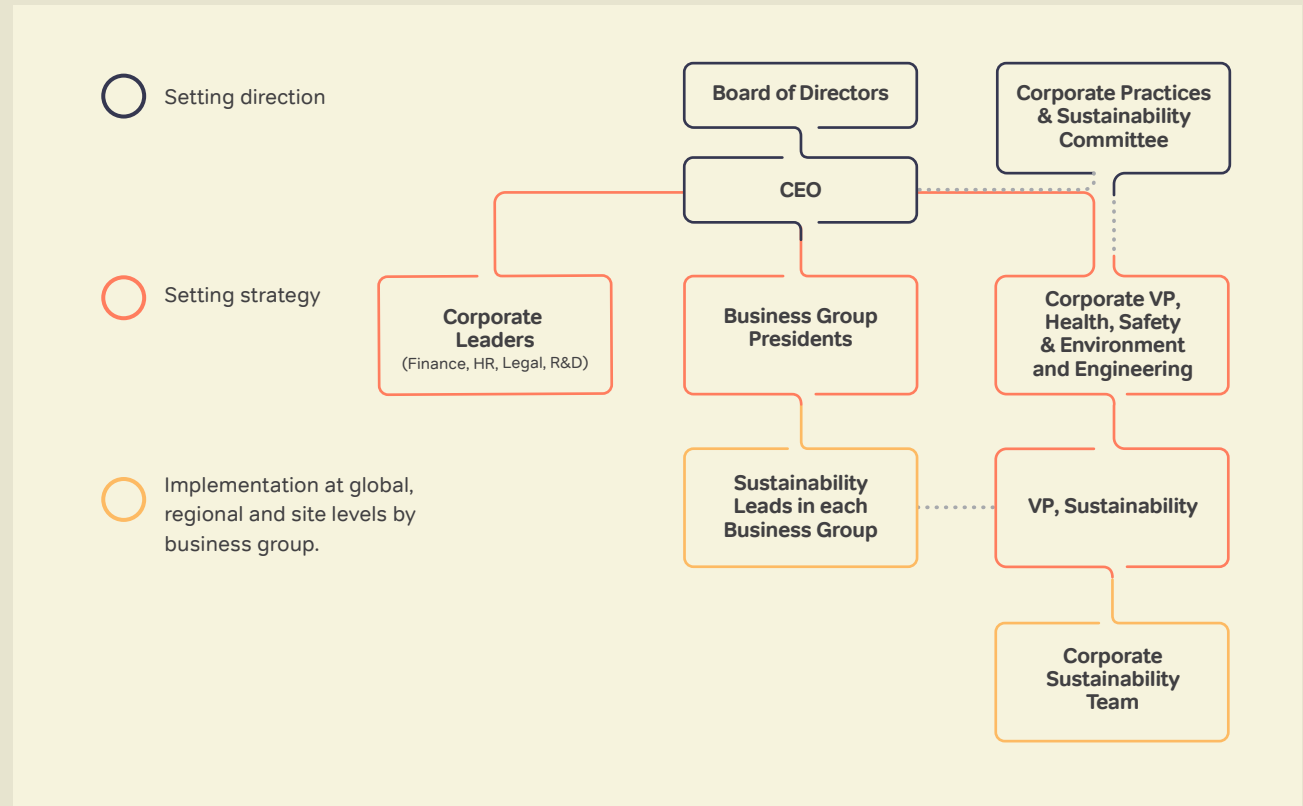 Setting direction
Board of Directors
Corporate Practices
& Sustainability
Committee
CEO
Setting strategy
Corporate
Leaders
(Finance, HR, Legal, R&D)
Business Group
Presidents
Corporate VP,
Health, Safety
& Environment
and Engineering
Implementation at global,
regional and site levels by
business group.
Sustainability
Leads in each
Business Group
VP, Sustainability
Corporate
Sustainability
Team